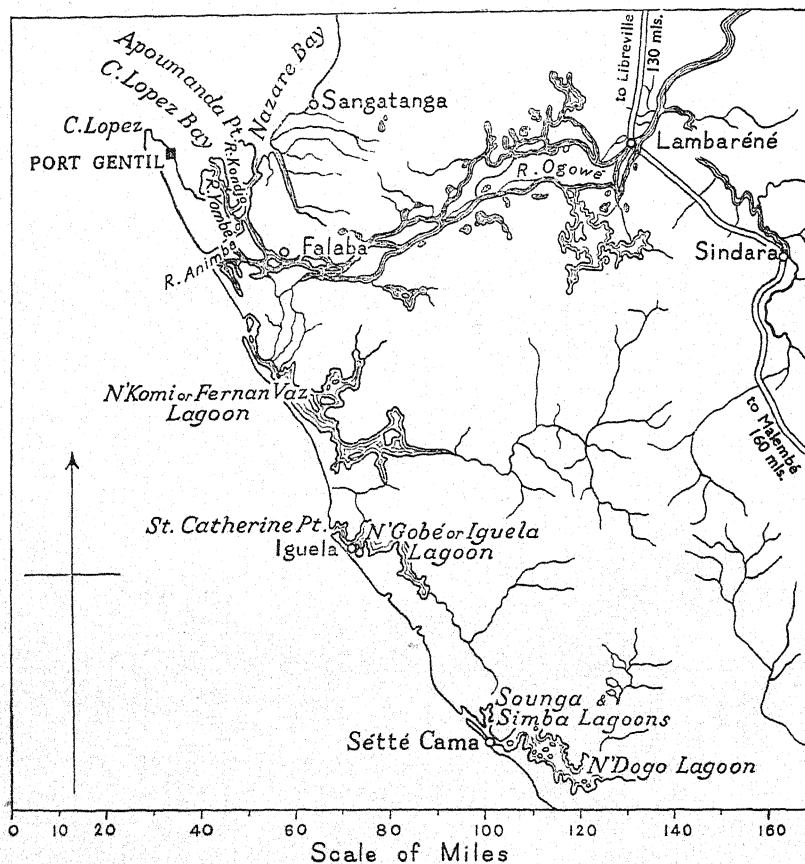 to Libreville
130 mls.
Apoumanda Pt.
C. Lopez Bay
Nazare Bay
C. Lopez
Sangatanga
PORT GENTIL
R. Kondo
R. Yombe
Lambaréné
R. Ogowé
Falaba
R. Animba
Sindara
N'Komi or Fernan Vaz
Lagoon
to Malembé
160 mls.
St. Catherine Pt.
N'Gobé or Iguela
Lagoon
Iguela
Sounga &
Simba Lagoons
Sétté Cama
N'Dogo Lagoon
0 10 20 40 60 80 100 120 140 160
Scale of Miles